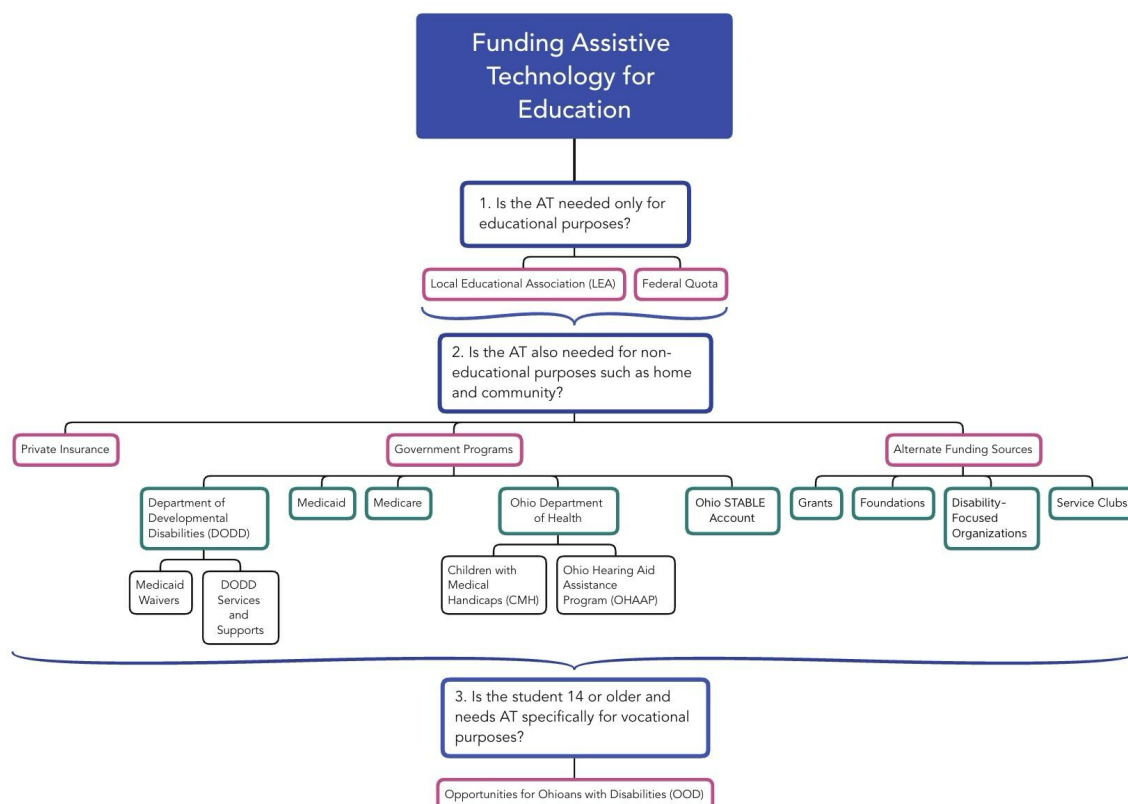 Funding Assistive
Technology for
Education
1. Is the AT needed only for
educational purposes?
Local Educational Association (LEA)
Federal Quota
2. Is the AT also needed for non-
educational purposes such as home
and community?
Private Insurance
Government Programs
Alternate Funding Sources
Department of
Developmental
Disabilities (DODD)
Medicaid
Medicare
Ohio Department
of Health
Ohio STABLE
Account
Grants
Foundations
Disability-
Focused
Organizations
Service Clubs
Medicaid
Waivers
DODD
Services
and
Supports
Children with
Medical
Handicaps (CMH)
Ohio Hearing Aid
Assistance
Program (OHAAP)
3. Is the student 14 or older and
needs AT specifically for vocational
purposes?
Opportunities for Ohioans with Disabilities (OOD)